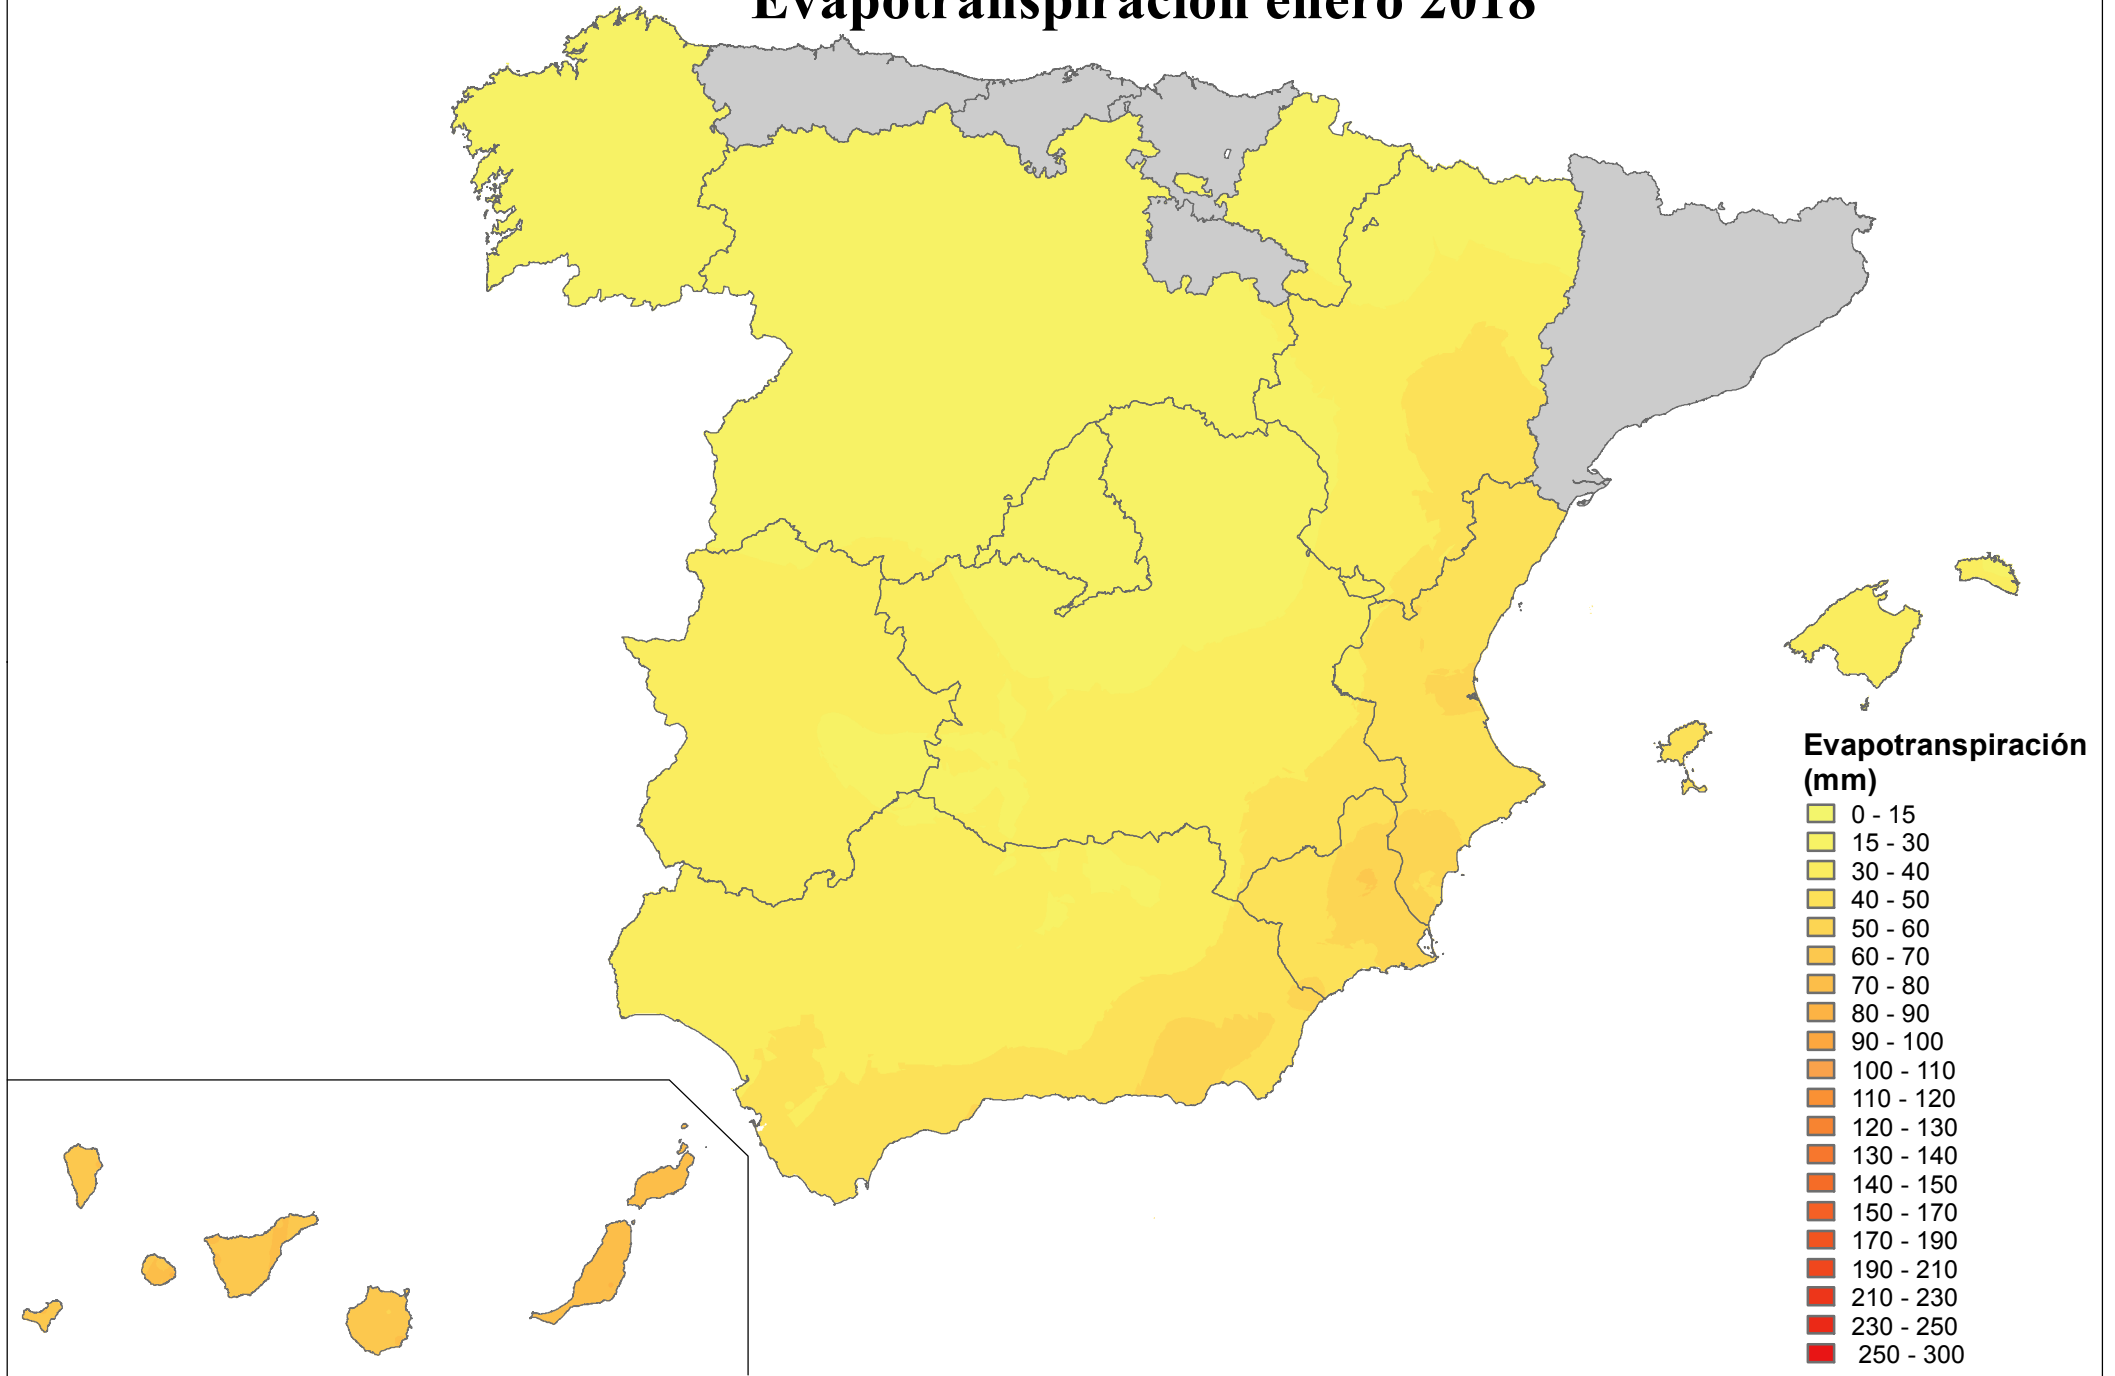 Evapotranspiración enero 2018
Evapotranspiración
(mm)
0 - 15
15 - 30
30 - 40
40 - 50
50 - 60
60 - 70
70 - 80
80 - 90
90 - 100
100 - 110
110 - 120
120 - 130
130 - 140
140 - 150
150 - 170
170 - 190
190 - 210
210 - 230
230 - 250
250 - 300